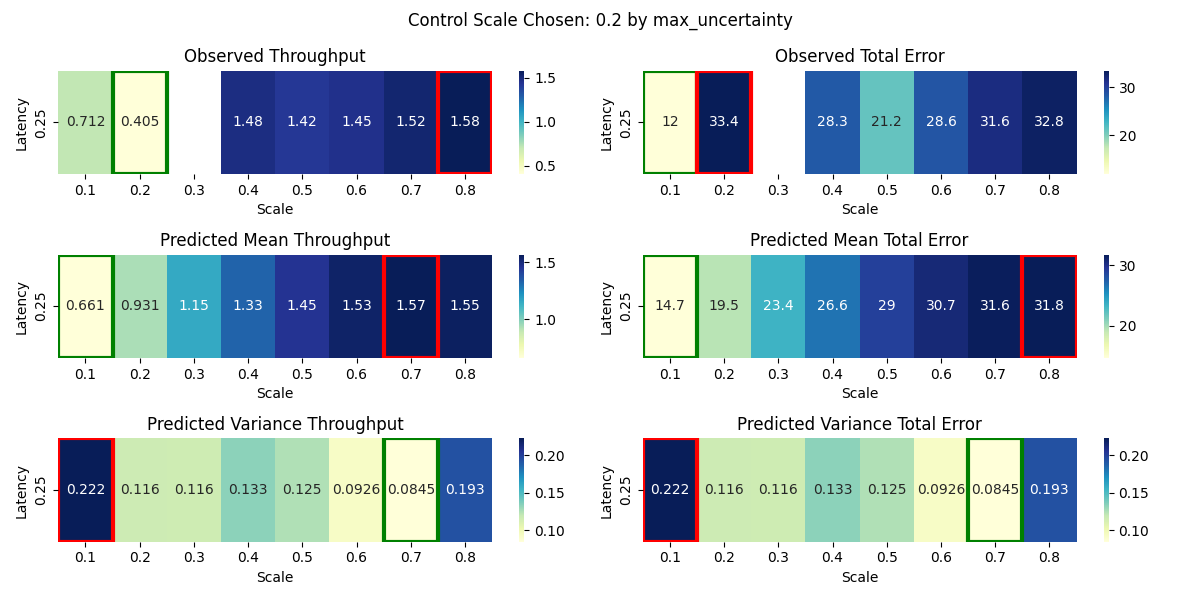 Control Scale Chosen: 0.2 by max_uncertainty
Observed Throughput
Latency
0.25
0.712 0.405 1.48 1.42 1.45 1.52 1.58
0.1 0.2 0.3 0.4 0.5 0.6 0.7 0.8
Scale
1.5
1.0
0.5
Observed Total Error
Latency
0.25
12 33.4 28.3 21.2 28.6 31.6 32.8
0.1 0.2 0.3 0.4 0.5 0.6 0.7 0.8
Scale
30
20
Predicted Mean Throughput
Latency
0.25
0.661 0.931 1.15 1.33 1.45 1.53 1.57 1.55
0.1 0.2 0.3 0.4 0.5 0.6 0.7 0.8
Scale
1.5
1.0
Predicted Mean Total Error
Latency
0.25
14.7 19.5 23.4 26.6 29 30.7 31.6 31.8
0.1 0.2 0.3 0.4 0.5 0.6 0.7 0.8
Scale
30
20
Predicted Variance Throughput
Latency
0.25
0.222 0.116 0.116 0.133 0.125 0.0926 0.0845 0.193
0.1 0.2 0.3 0.4 0.5 0.6 0.7 0.8
Scale
0.20
0.15
0.10
Predicted Variance Total Error
Latency
0.25
0.222 0.116 0.116 0.133 0.125 0.0926 0.0845 0.193
0.1 0.2 0.3 0.4 0.5 0.6 0.7 0.8
Scale
0.20
0.15
0.10